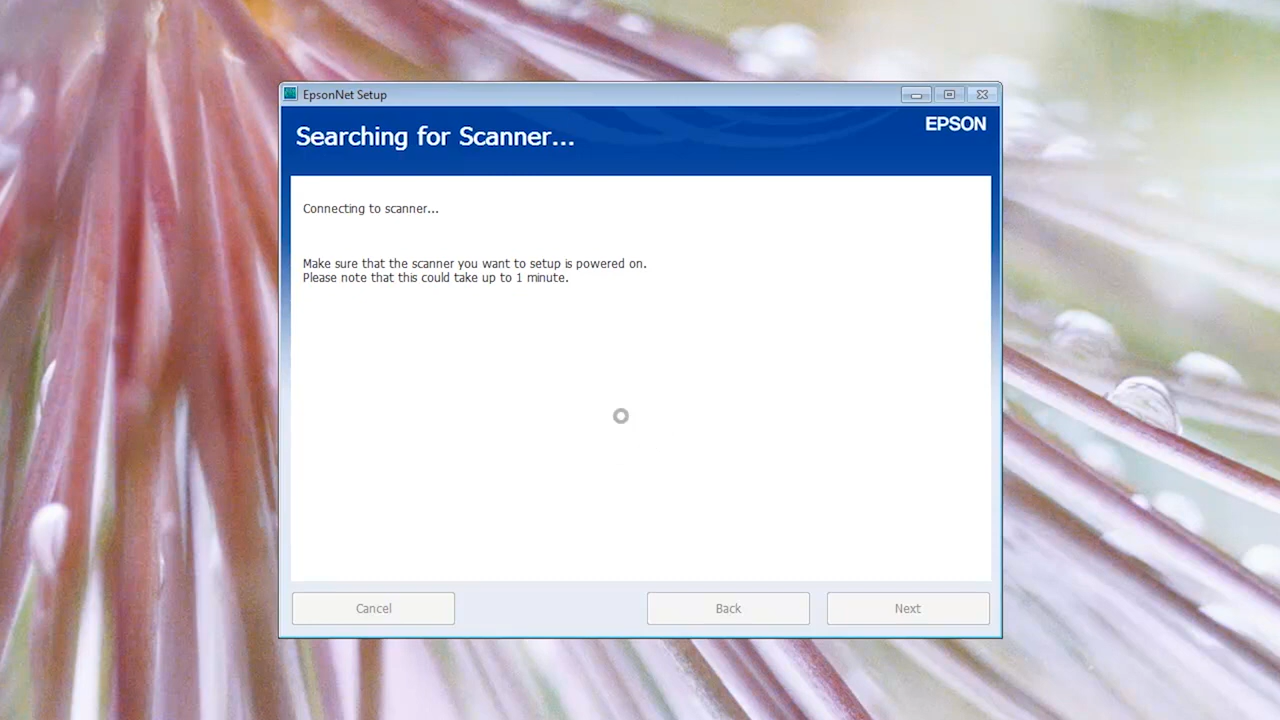 EpsonNet Setup
Searching for Scanner...
EPSON
Connecting to scanner...
Make sure that the scanner you want to setup is powered on.
Please note that this could take up to 1 minute.
Cancel
Back
Next